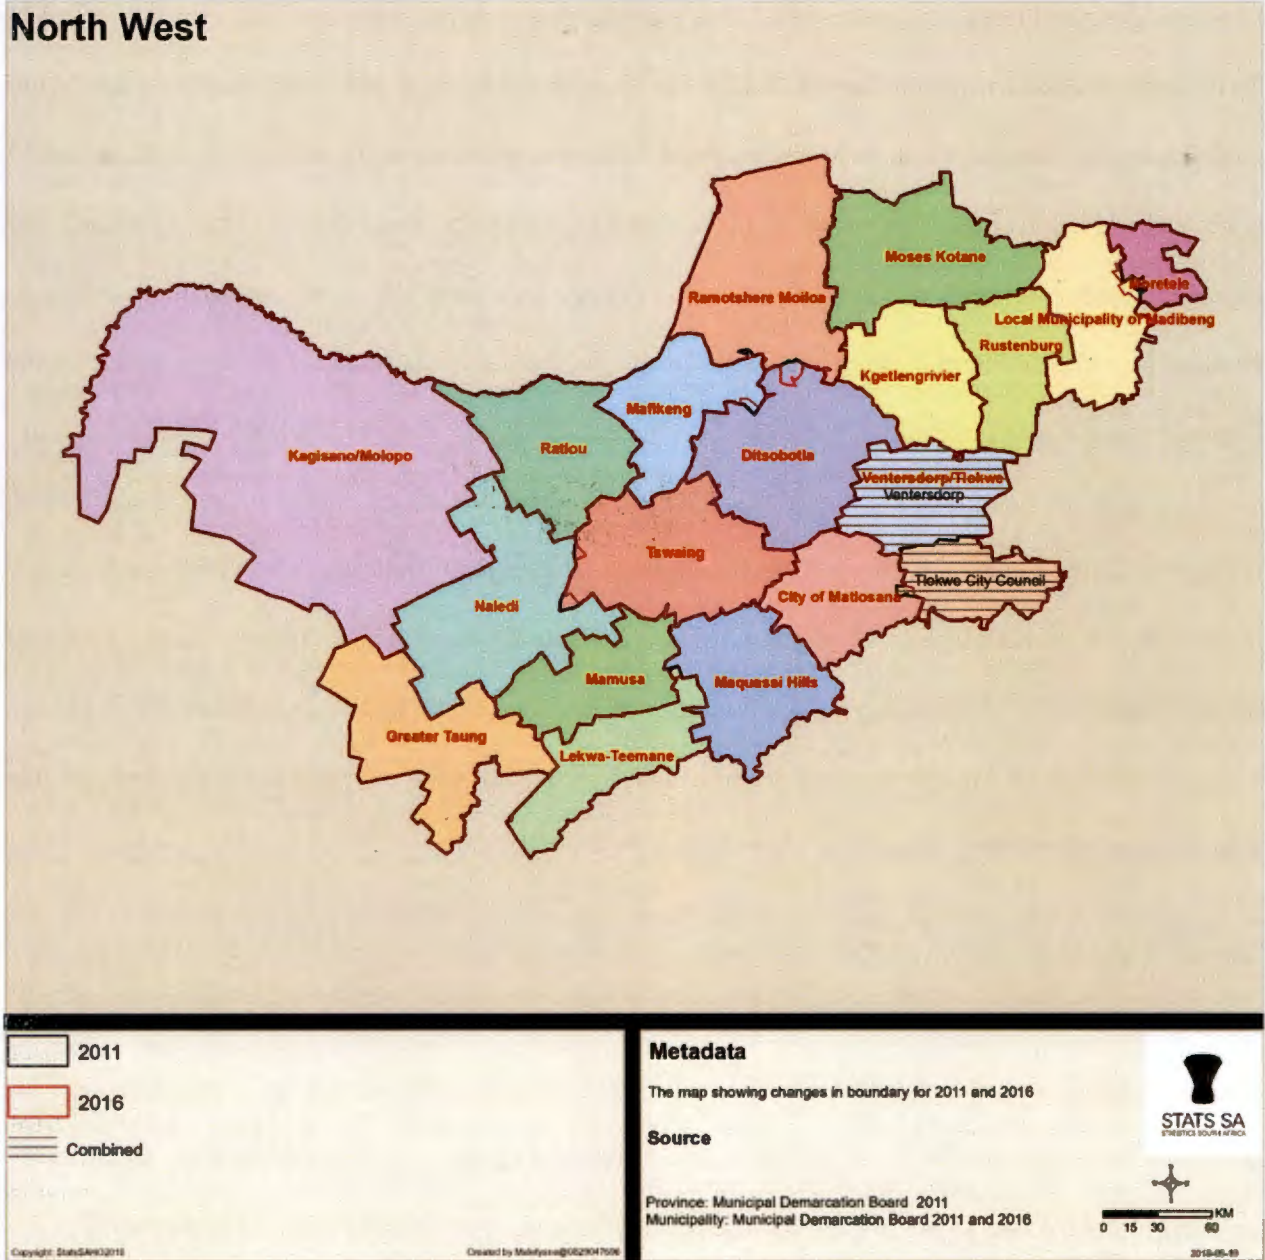 North West
Moses Kotane
Moretele
Ramotshere Moiloa
Local Municipality of Madibeng
Rustenburg
Kgetlengrivier
Mafikeng
Ratlou
Kagisano/Molopo
Ditsobotla
Ventersdorp/Tlokwe
Ventersdorp
Tswaing
Tlokwe City Council
City of Matlosana
Naledi
Mamusa
Maquassi Hills
Greater Taung
Lekwa-Teemane
2011
2016
Combined
Metadata
The map showing changes in boundary for 2011 and 2016
Source
Province: Municipal Demarcation Board 2011
Municipality: Municipal Demarcation Board 2011 and 2016
STATS SA
STATISTICS SOUTH AFRICA
KM
0 15 30 60